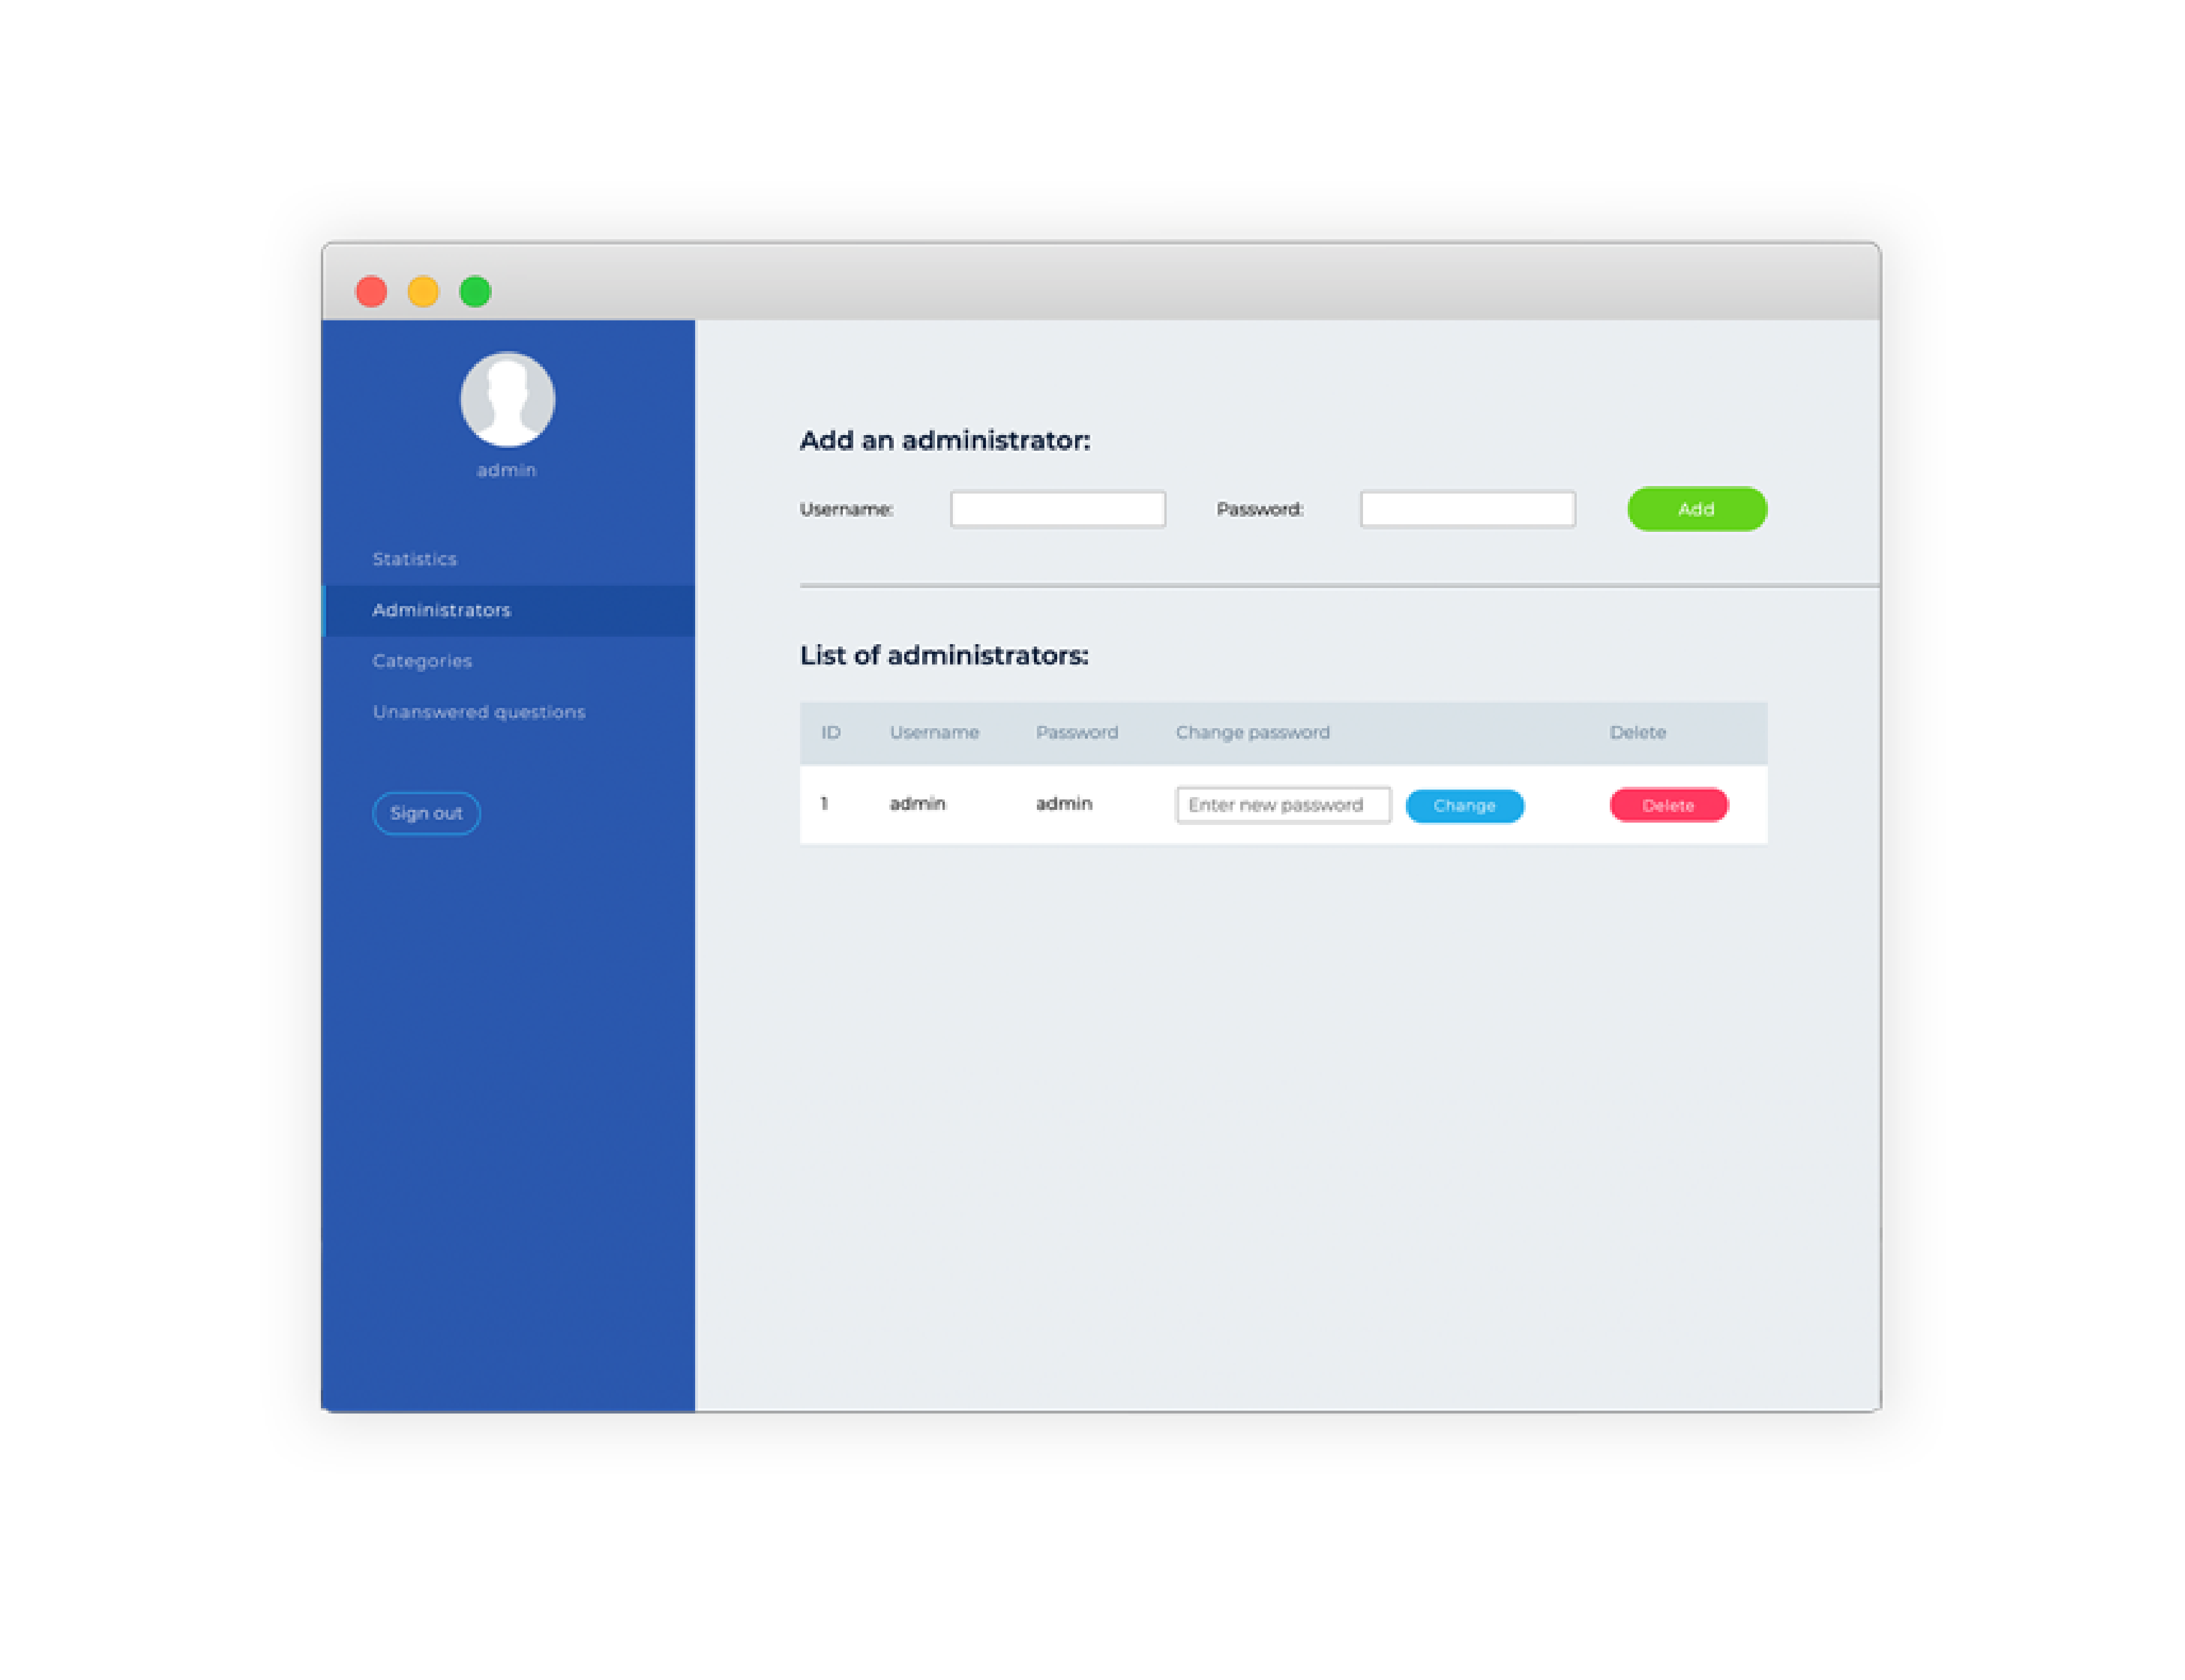 admin
Statistics
Administrators
Categories
Unanswered questions
Sign out
Add an administrator:
Username: Password: Add
List of administrators:
ID Username Password Change password Delete
1 admin admin Enter new password Change Delete